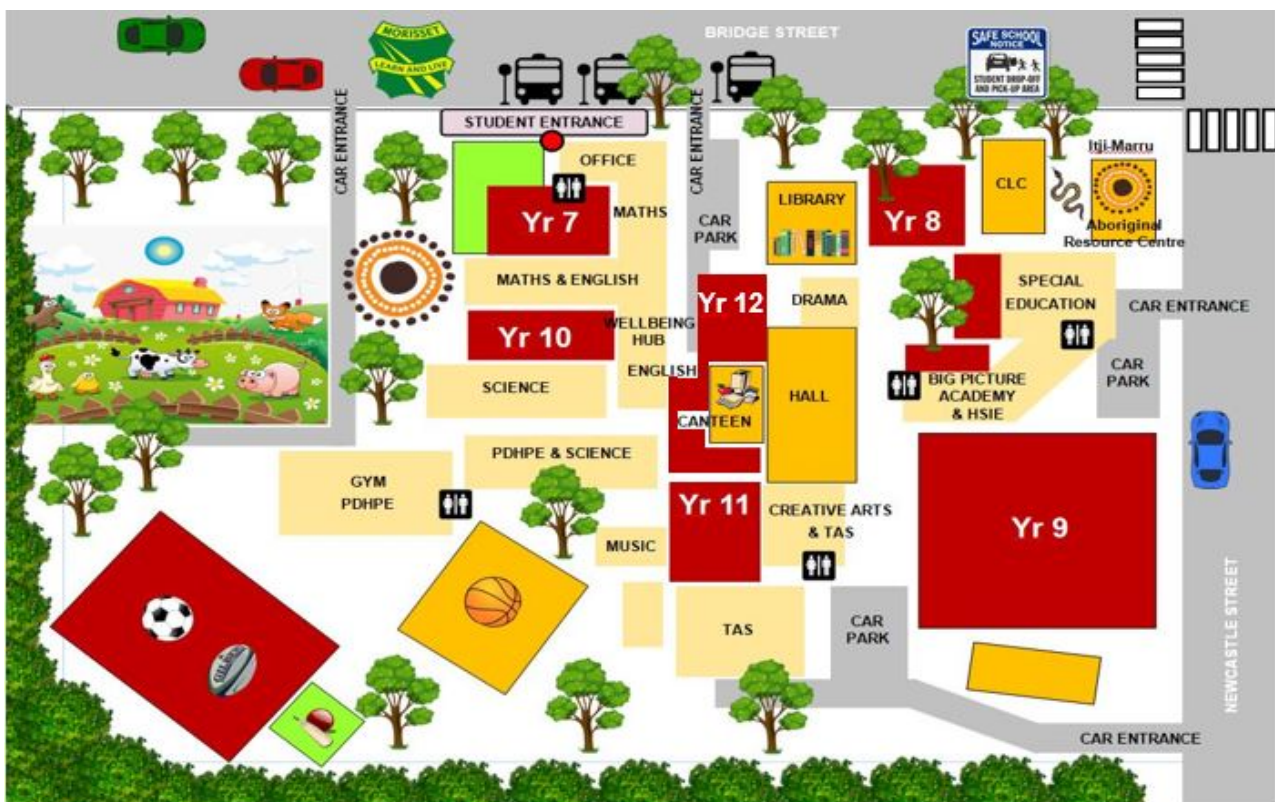 BRIDGE STREET
MORISSET
LEARN AND LIVE
SAFE SCHOOL
NOTICE
STUDENT DROP-OFF
AND PICK-UP AREA
STUDENT ENTRANCE
CAR ENTRANCE
CAR ENTRANCE
OFFICE
Yr 7
MATHS
CAR
PARK
LIBRARY
Yr 8
CLC
Itji-Marru
Aboriginal
Resource Centre
MATHS & ENGLISH
Yr 12
DRAMA
SPECIAL
EDUCATION
CAR ENTRANCE
Yr 10
WELLBEING
HUB
ENGLISH
SCIENCE
CANTEEN
HALL
BIG PICTURE
ACADEMY
& HSIE
CAR
PARK
PDHPE & SCIENCE
GYM
PDHPE
Yr 11
CREATIVE ARTS
& TAS
Yr 9
MUSIC
TAS
CAR
PARK
NEWCASTLE STREET
CAR ENTRANCE